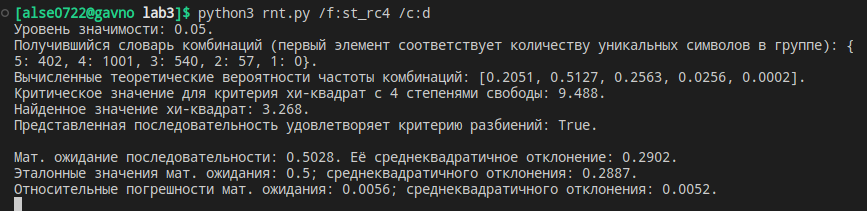 [alse0722@gavno lab3]$ python3 rnt.py /f:st_rc4 /c:d
Уровень значимости: 0.05.
Получившийся словарь комбинаций (первый элемент соответствует количеству уникальных символов в группе): {
5: 402, 4: 1001, 3: 540, 2: 57, 1: 0}.
Вычисленные теоретические вероятности частоты комбинаций: [0.2051, 0.5127, 0.2563, 0.0256, 0.0002].
Критическое значение для критерия хи-квадрат с 4 степенями свободы: 9.488.
Найденное значение хи-квадрат: 3.268.
Представленная последовательность удовлетворяет критерию разбиений: True.
Мат. ожидание последовательности: 0.5028. Её среднеквадратичное отклонение: 0.2902.
Эталонные значения мат. ожидания: 0.5; среднеквадратичного отклонения: 0.2887.
Относительные погрешности мат. ожидания: 0.0056; среднеквадратичного отклонения: 0.0052.